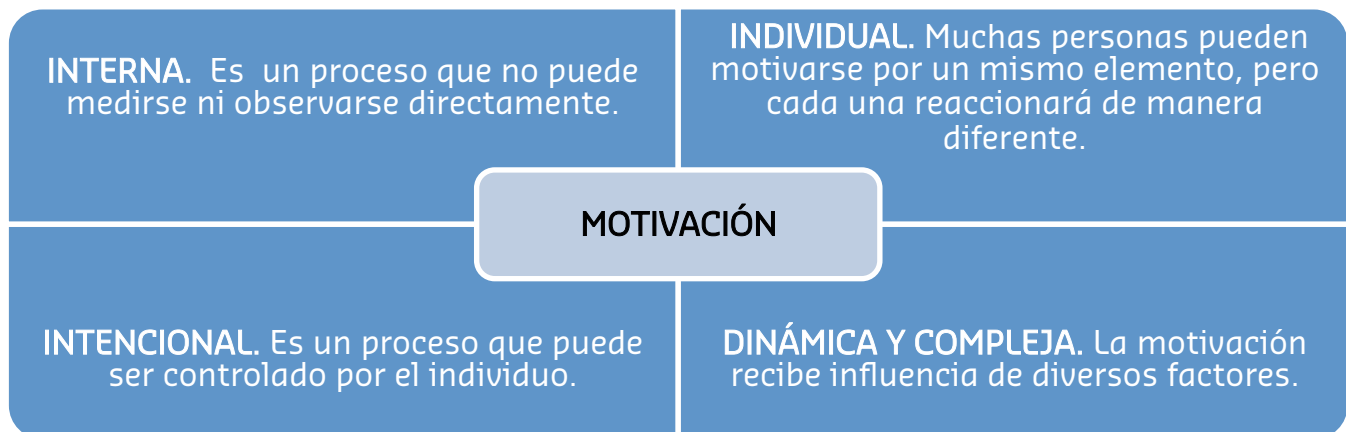 INTERNA.  Es  un proceso que no puede
medirse ni observarse directamente.
INDIVIDUAL. Muchas personas pueden
motivarse por un mismo elemento, pero
cada una reaccionará de manera
diferente.
MOTIVACIÓN
INTENCIONAL. Es un proceso que puede
ser controlado por el individuo.
DINÁMICA Y COMPLEJA. La motivación
recibe influencia de diversos factores.